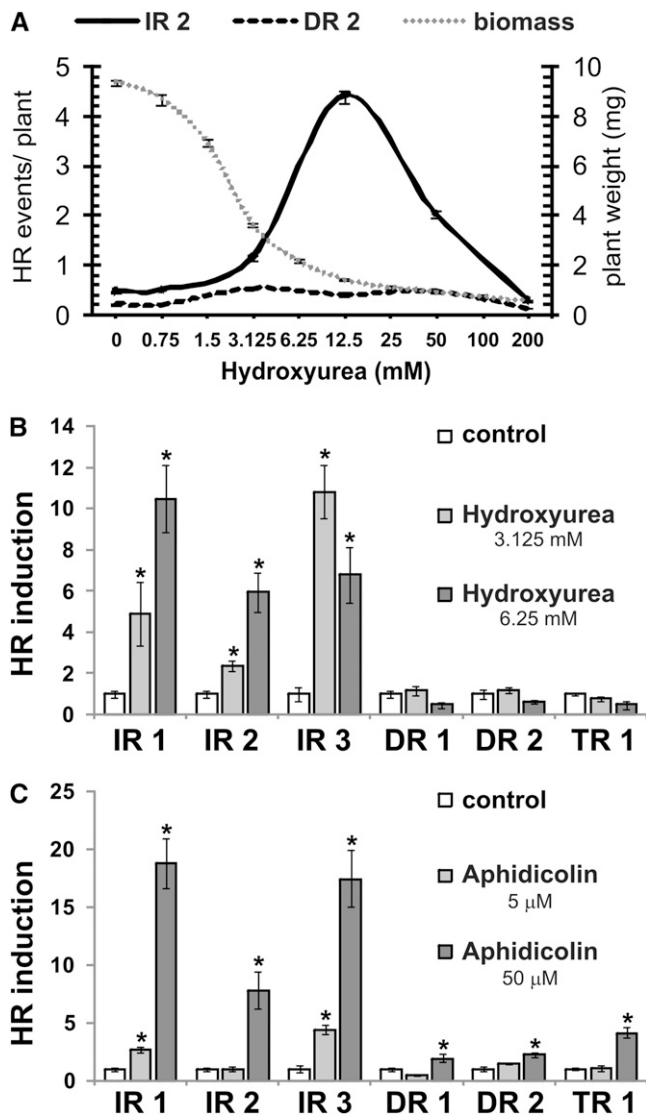 A
IR 2 DR 2 biomass
5 10
4 8
3 6
2 4
1 2
0 0
HR events/ plant
plant weight (mg)
0 0.75 1.5 3.125 6.25 12.5 25 50 100 200
Hydroxyurea (mM)
B
14
12
10
8
6
4
2
0
HR induction
* * * * * *
control
Hydroxyurea
3.125 mM
Hydroxyurea
6.25 mM
IR 1 IR 2 IR 3 DR 1 DR 2 TR 1
C
25
20
15
10
5
0
HR induction
* * * * * * * *
control
Aphidicolin
5 μM
Aphidicolin
50 μM
IR 1 IR 2 IR 3 DR 1 DR 2 TR 1